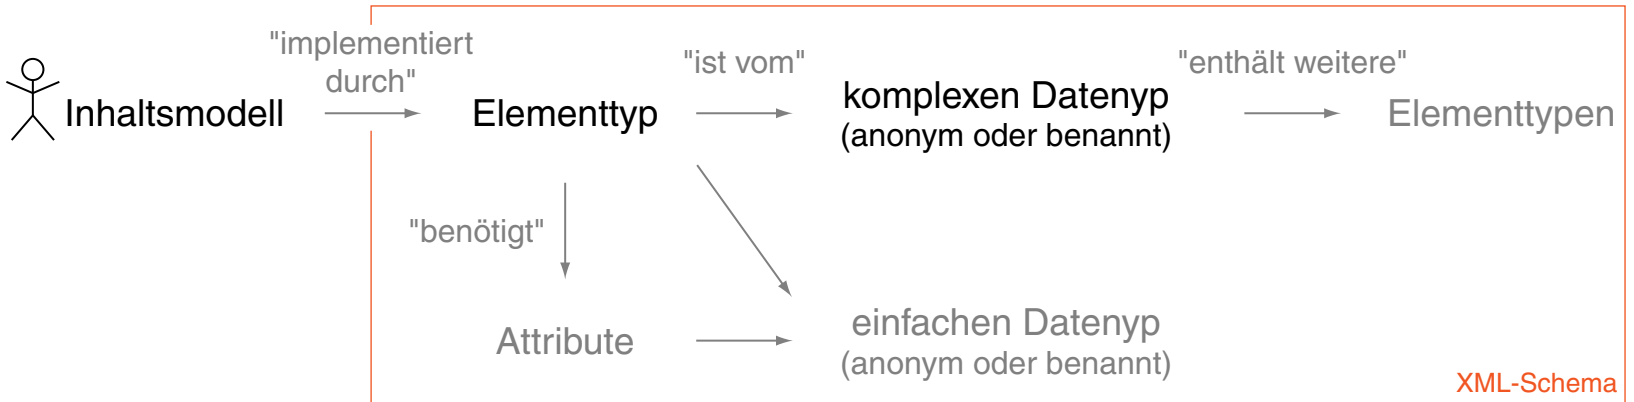 "implementiert
durch"
"ist vom"
"enthält weitere"
Inhaltsmodell
Elementtyp
komplexen Datenyp
(anonym oder benannt)
Elementtypen
"benötigt"
Attribute
einfachen Datenyp
(anonym oder benannt)
XML-Schema